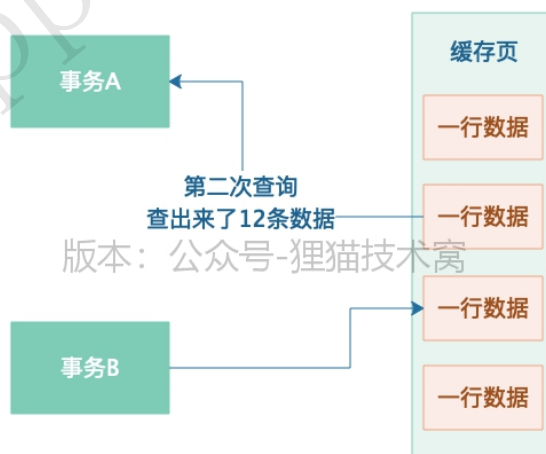 缓存页
事务A
一行数据
第二次查询
查出来了12条数据
一行数据
版本：公众号-狸猫技术窝
一行数据
事务B
一行数据